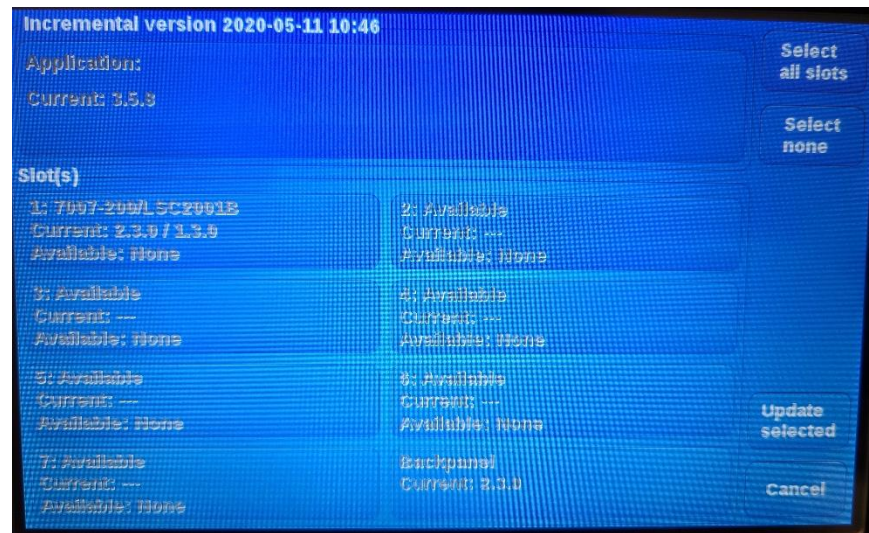 Incremental version 2020-05-11 10:46
Application:
Current: 3.5.8
Select
all slots
Select
none
Slot(s)
1: 7007-200/LSC2001B
Current: 2.3.0 / 1.3.0
Available: None
2: Available
Current: ---
Available: None
3: Available
Current: ---
Available: None
4: Available
Current: ---
Available: None
5: Available
Current: ---
Available: None
6: Available
Current: ---
Available: None
7: Available
Current: ---
Available: None
Backpanel
Current: 2.3.0
Update
selected
Cancel